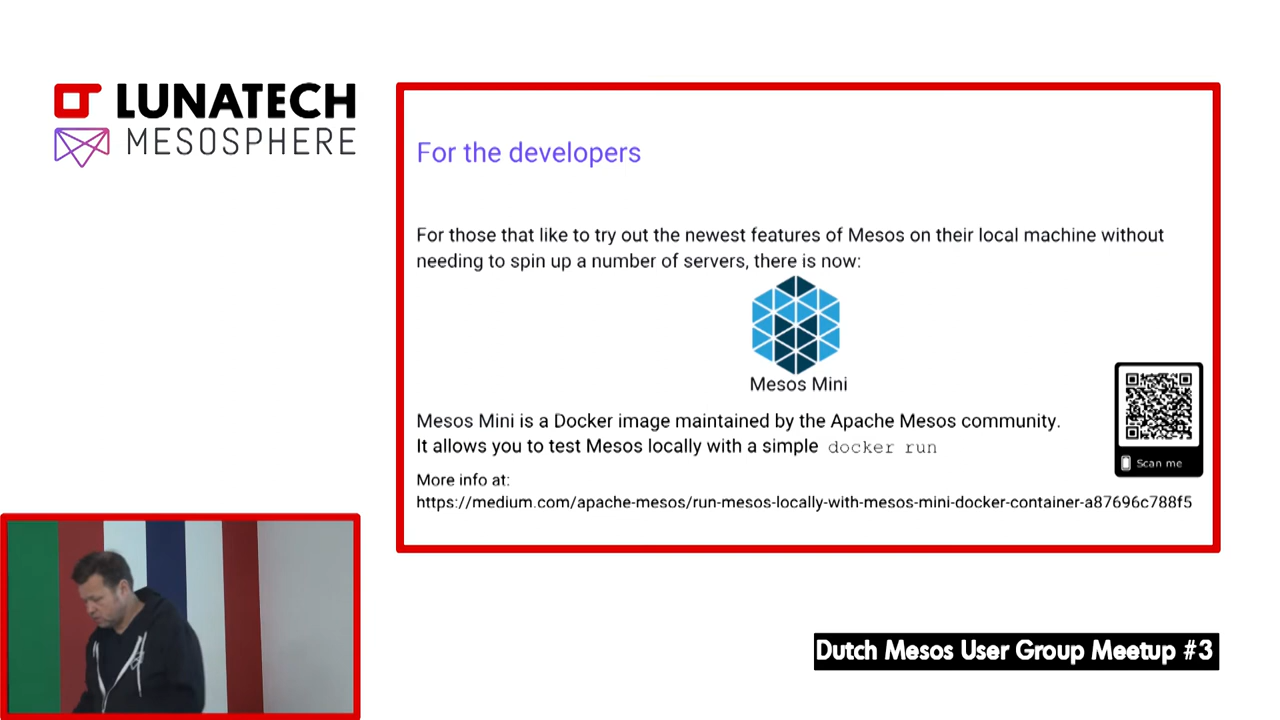 LUNATECH
MESOSPHERE
For the developers
For those that like to try out the newest features of Mesos on their local machine without
needing to spin up a number of servers, there is now:
Mesos Mini
Mesos Mini is a Docker image maintained by the Apache Mesos community.
It allows you to test Mesos locally with a simple docker run
Scan me
More info at:
https://medium.com/apache-mesos/run-mesos-locally-with-mesos-mini-docker-container-a87696c788f5
Dutch Mesos User Group Meetup #3